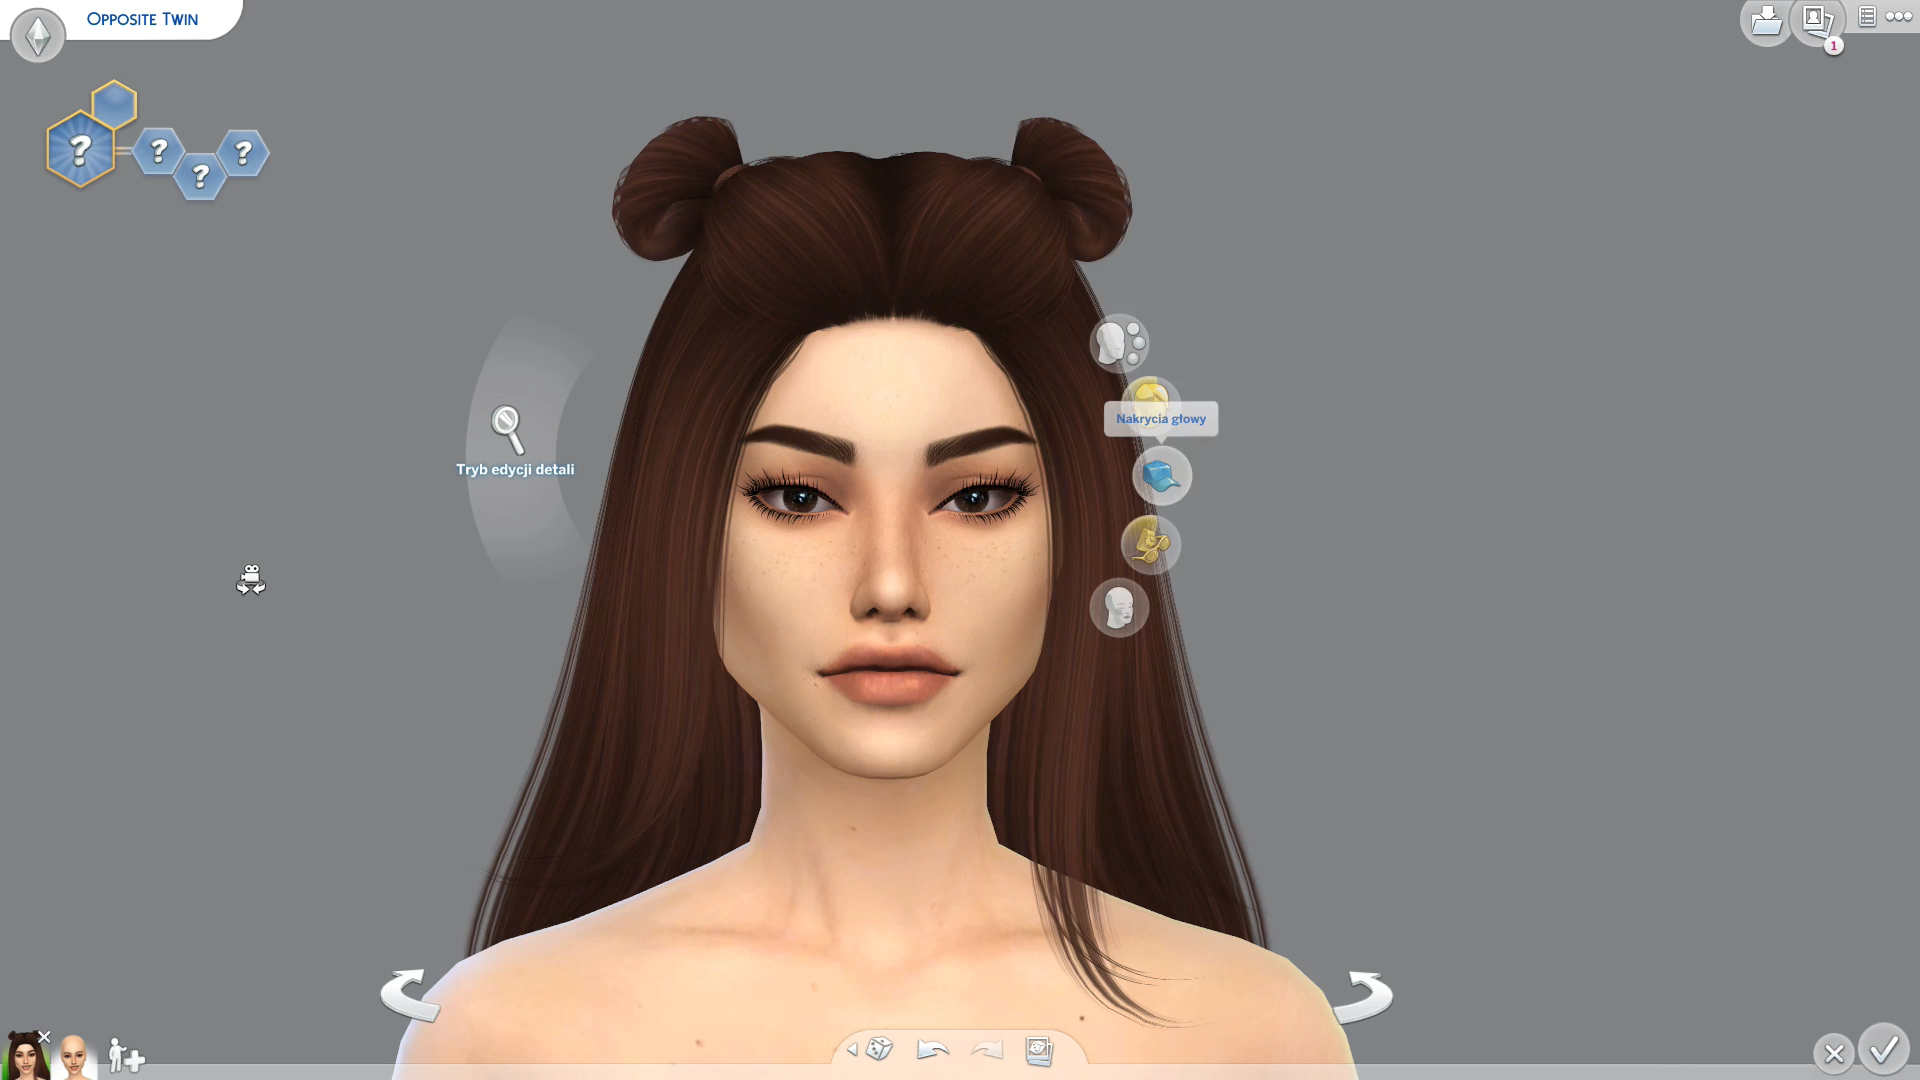 Opposite Twin
1
?
?
?
?
Nakrycia głowy
Tryb edycji detali